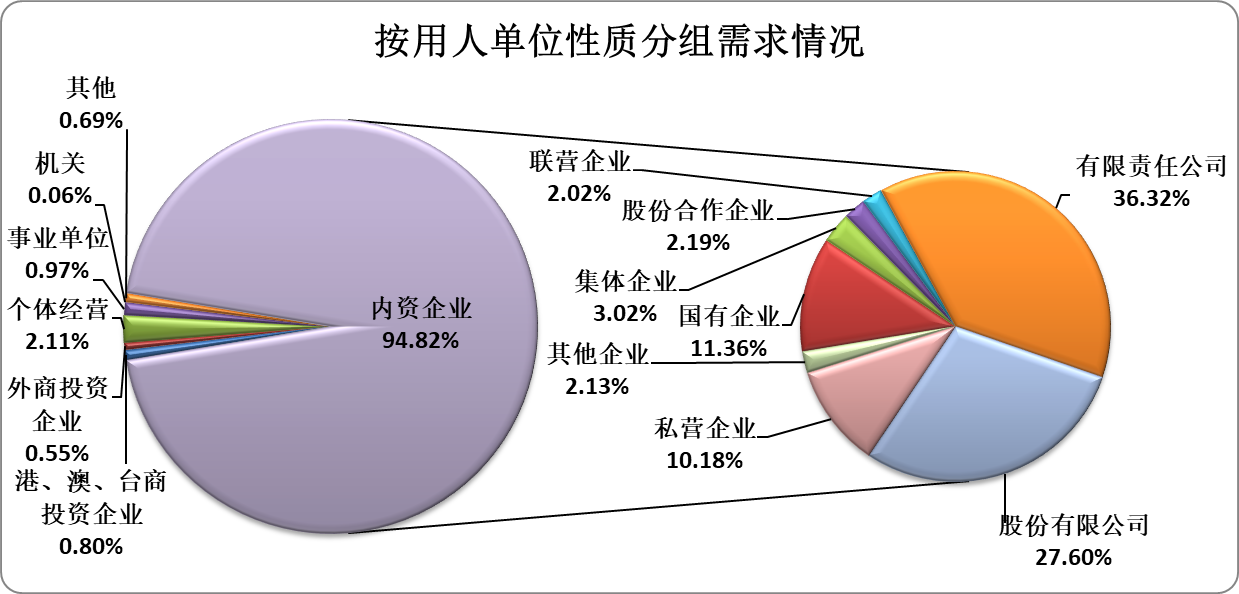 按用人单位性质分组需求情况
其他
0.69%
机关
0.06%
事业单位
0.97%
个体经营
2.11%
外商投资
企业
0.55%
港、澳、台商
投资企业
0.80%
内资企业
94.82%
联营企业
2.02%
股份合作企业
2.19%
集体企业
3.02%
国有企业
11.36%
其他企业
2.13%
私营企业
10.18%
有限责任公司
36.32%
股份有限公司
27.60%